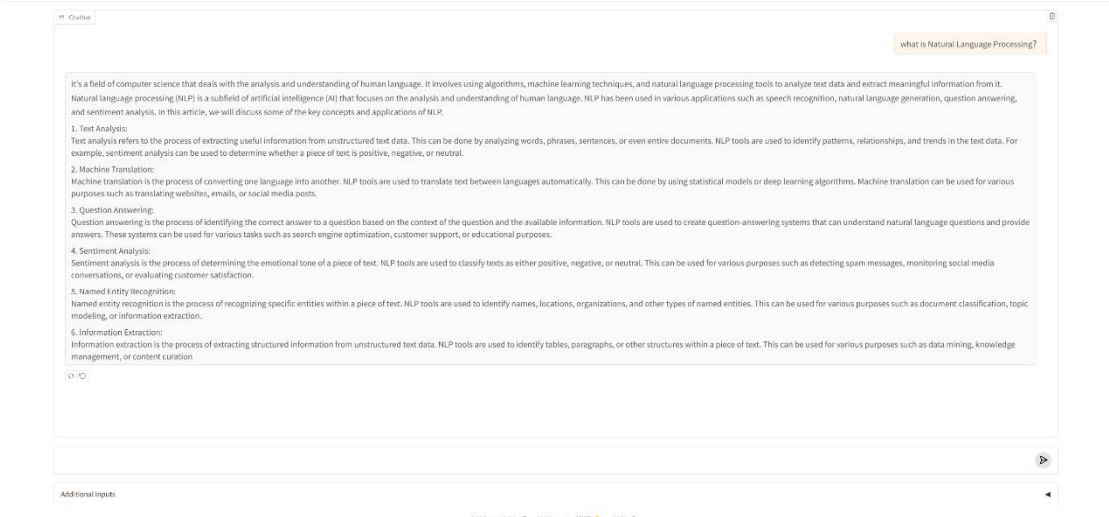 Chatbot
what is Natural Language Processing?
it's a field of computer science that deals with the analysis and understanding of human language. It involves using algorithms, machine learning techniques, and natural language processing tools to analyze text data and extract meaningful information from it.
Natural language processing (NLP) is a subfield of artificial intelligence (AI) that focuses on the analysis and understanding of human language. NLP has been used in various applications such as speech recognition, natural language generation, question answering,
and sentiment analysis. In this article, we will discuss some of the key concepts and applications of NLP.
1. Text Analysis:
Text analysis refers to the process of extracting useful information from unstructured text data. This can be done by analyzing words, phrases, sentences, or even entire documents. NLP tools are used to identify patterns, relationships, and trends in the text data. For
example, sentiment analysis can be used to determine whether a piece of text is positive, negative, or neutral.
2. Machine Translation:
Machine translation is the process of converting one language into another. NLP tools are used to translate text between languages automatically. This can be done by using statistical models or deep learning algorithms. Machine translation can be used for various
purposes such as translating websites, emails, or social media posts.
3. Question Answering:
Question answering is the process of identifying the correct answer to a question based on the context of the question and the available information. NLP tools are used to create question-answering systems that can understand natural language questions and provide
answers. These systems can be used for various tasks such as search engine optimization, customer support, or educational purposes.
4. Sentiment Analysis:
Sentiment analysis is the process of determining the emotional tone of a piece of text. NLP tools are used to classify texts as either positive, negative, or neutral. This can be used for various purposes such as detecting spam messages, monitoring social media
conversations, or evaluating customer satisfaction.
5. Named Entity Recognition:
Named entity recognition is the process of recognizing specific entities within a piece of text. NLP tools are used to identify names, locations, organizations, and other types of named entities. This can be used for various purposes such as document classification, topic
modeling, or information extraction.
6. Information Extraction:
Information extraction is the process of extracting structured information from unstructured text data. NLP tools are used to identify tables, paragraphs, or other structures within a piece of text. This can be used for various purposes such as data mining, knowledge
management, or content curation
Additional Inputs